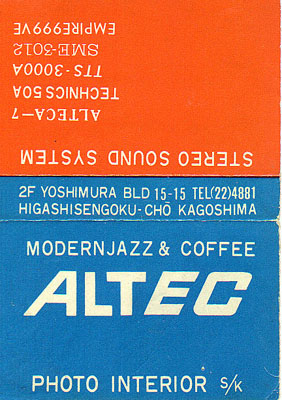 STEREO SOUND SYSTEM
ALTECA-7
TECHNICS 50A
TTS-3000A
SME-3012
EMPIRE999VE
2F YOSHIMURA BLD 15-15 TEL(22)4881
HIGASHISENGOKU-CHŌ KAGOSHIMA
MODERNJAZZ & COFFEE
ALTEC
PHOTO INTERIOR S/K